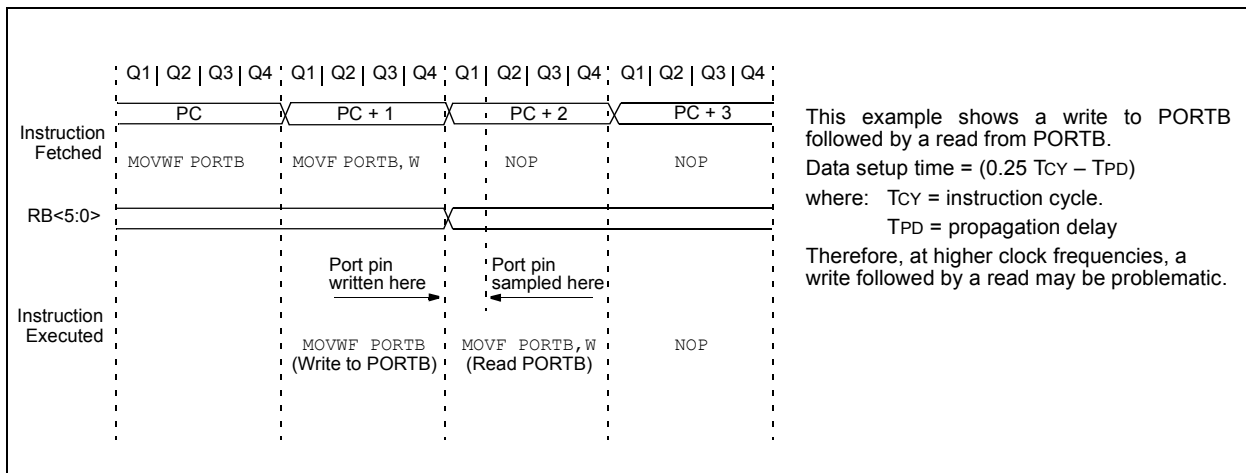 Q1 | Q2 | Q3 | Q4 Q1 | Q2 | Q3 | Q4 Q1 | Q2 | Q3 | Q4 Q1 | Q2 | Q3 | Q4
PC PC + 1 PC + 2 PC + 3
Instruction
Fetched
MOVWF PORTB MOVF PORTB, W NOP NOP
RB<5:0>
Port pin
written here
Port pin
sampled here
Instruction
Executed
MOVWF PORTB
(Write to PORTB)
MOVF PORTB,W
(Read PORTB)
NOP
This example shows a write to PORTB
followed by a read from PORTB.
Data setup time = (0.25 TCY – TPD)
where: TCY = instruction cycle.
TPD = propagation delay
Therefore, at higher clock frequencies, a
write followed by a read may be problematic.